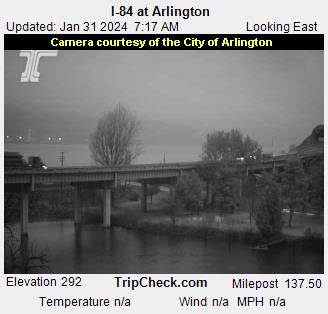 I-84 at Arlington
Updated: Jan 31 2024 7:17 AM Looking East
Camera courtesy of the City of Arlington
Elevation 292 TripCheck.com Milepost 137.50
Temperature n/a Wind n/a MPH n/a